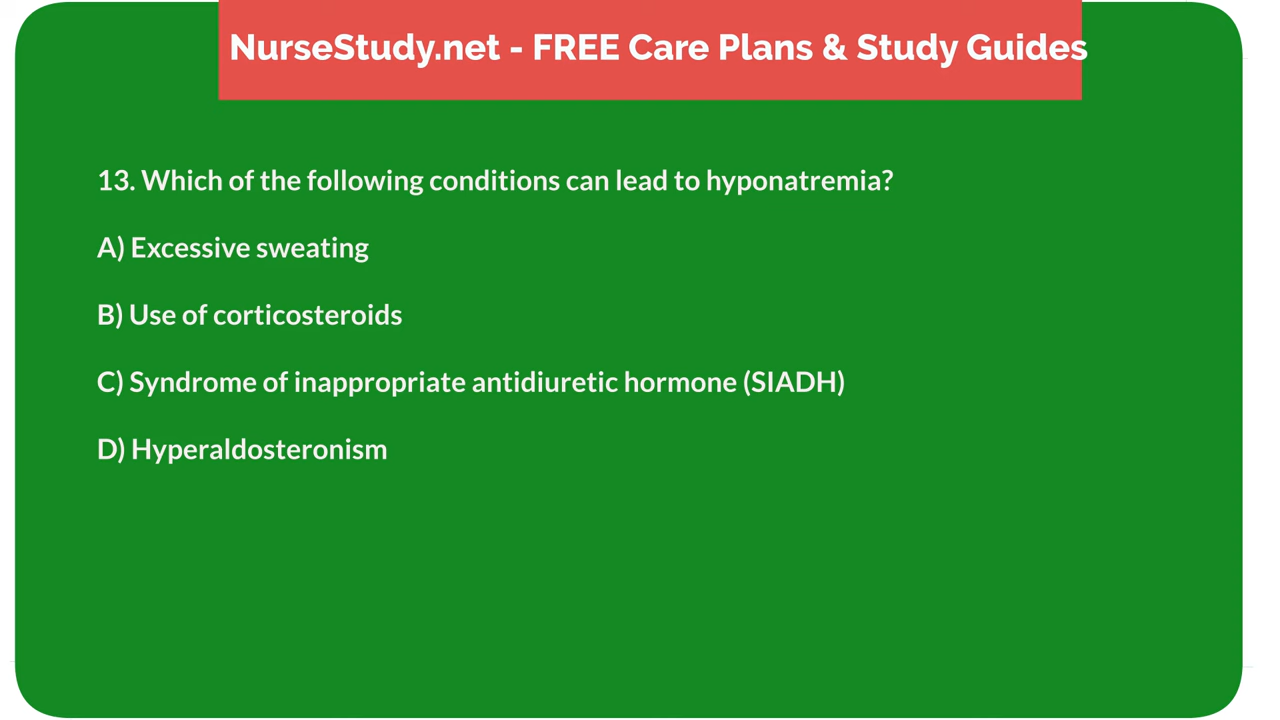 NurseStudy.net - FREE Care Plans & Study Guides
13. Which of the following conditions can lead to hyponatremia?
A) Excessive sweating
B) Use of corticosteroids
C) Syndrome of inappropriate antidiuretic hormone (SIADH)
D) Hyperaldosteronism